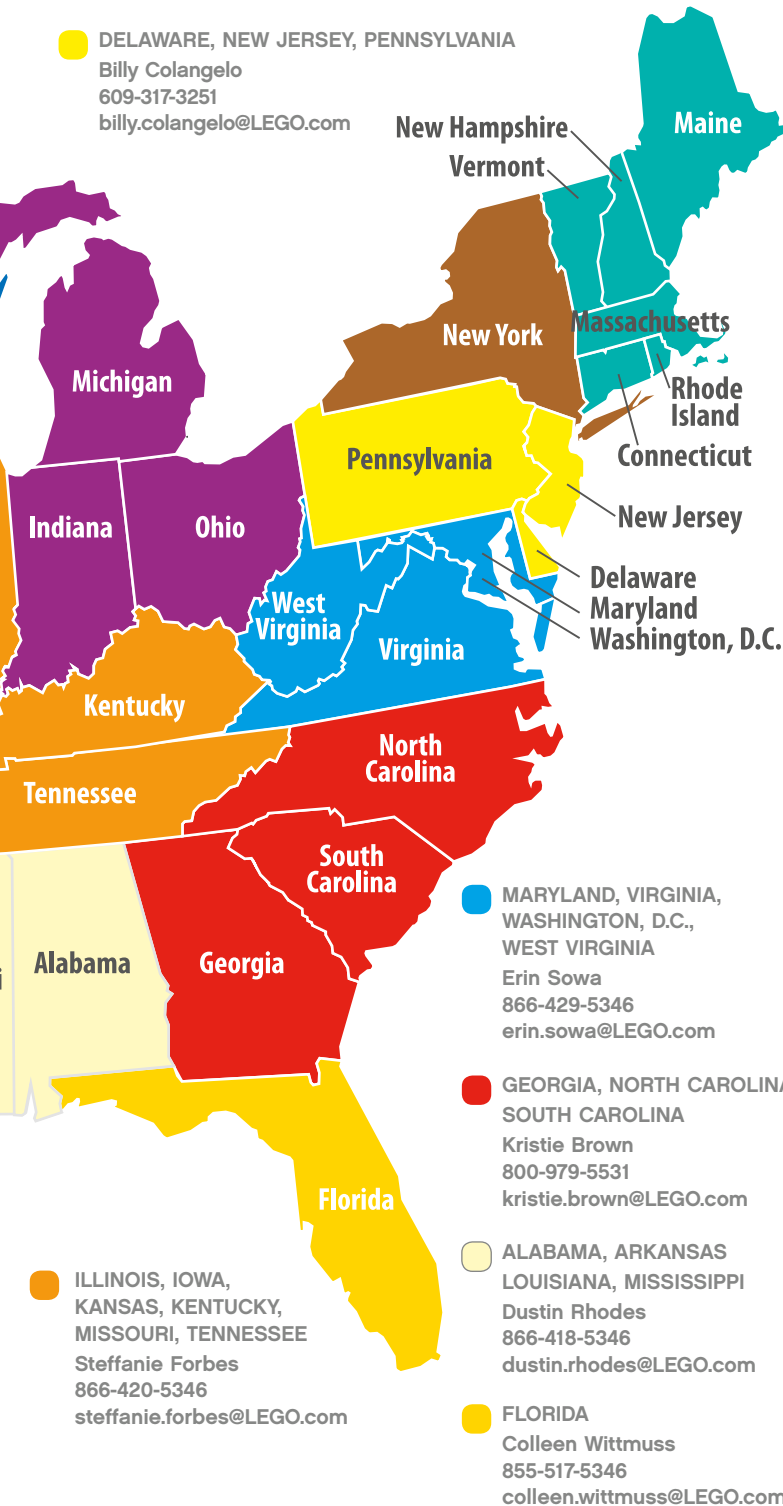 DELAWARE, NEW JERSEY, PENNSYLVANIA
Billy Colangelo
609-317-3251
billy.colangelo@LEGO.com
New Hampshire
Vermont
Maine
New York
Massachusetts
Rhode
Island
Connecticut
Michigan
Pennsylvania
New Jersey
Indiana
Ohio
Delaware
Maryland
Washington, D.C.
West
Virginia
Virginia
Kentucky
North
Carolina
Tennessee
South
Carolina
Alabama
Georgia
i
Florida
MARYLAND, VIRGINIA,
WASHINGTON, D.C.,
WEST VIRGINIA
Erin Sowa
866-429-5346
erin.sowa@LEGO.com
GEORGIA, NORTH CAROLINA
SOUTH CAROLINA
Kristie Brown
800-979-5531
kristie.brown@LEGO.com
ALABAMA, ARKANSAS
LOUISIANA, MISSISSIPPI
Dustin Rhodes
866-418-5346
dustin.rhodes@LEGO.com
ILLINOIS, IOWA,
KANSAS, KENTUCKY,
MISSOURI, TENNESSEE
Steffanie Forbes
866-420-5346
steffanie.forbes@LEGO.com
FLORIDA
Colleen Wittmuss
855-517-5346
colleen.wittmuss@LEGO.com